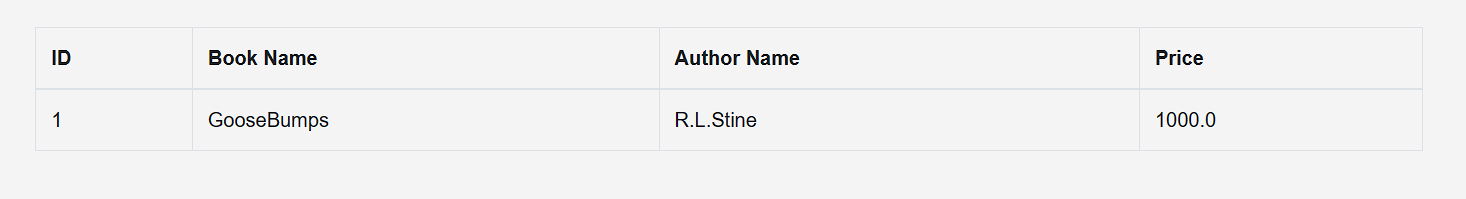 ID Book Name Author Name Price
1 GooseBumps R.L.Stine 1000.0